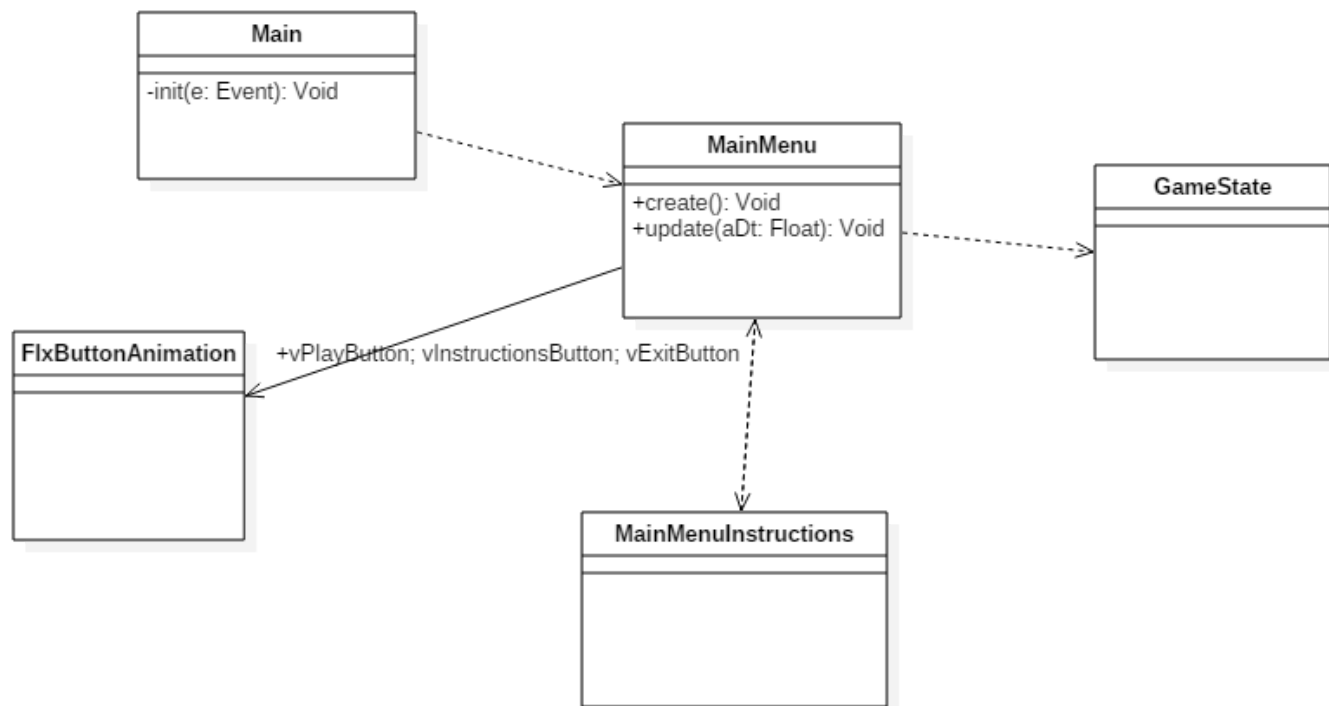 Main
-init(e: Event): Void
MainMenu
+create(): Void
+update(aDt: Float): Void
GameState
FlxButtonAnimation
+vPlayButton; vInstructionsButton; vExitButton
MainMenuInstructions